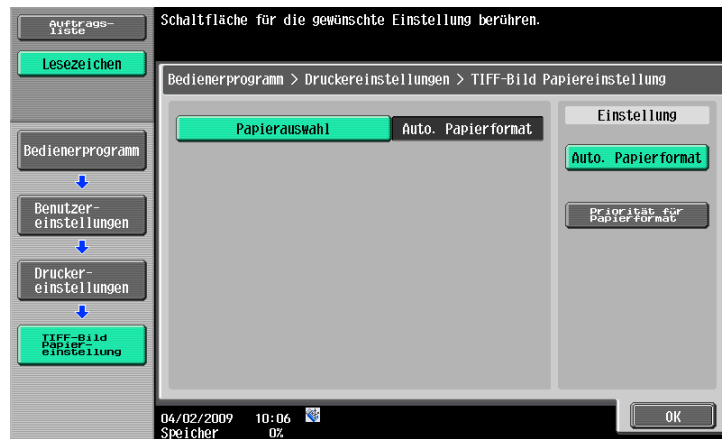 Auftrags-
liste
Lesezeichen
Bedienerprogramm
Benutzer-
einstellungen
Drucker-
einstellungen
TIFF-Bild
Papier-
einstellung
Schaltfläche für die gewünschte Einstellung berühren.
Bedienerprogramm > Druckereinstellungen > TIFF-Bild Papiereinstellung
Papierauswahl
Auto. Papierformat
Einstellung
Auto. Papierformat
Priorität für
Papierformat
04/02/2009 10:06
Speicher 0%
OK